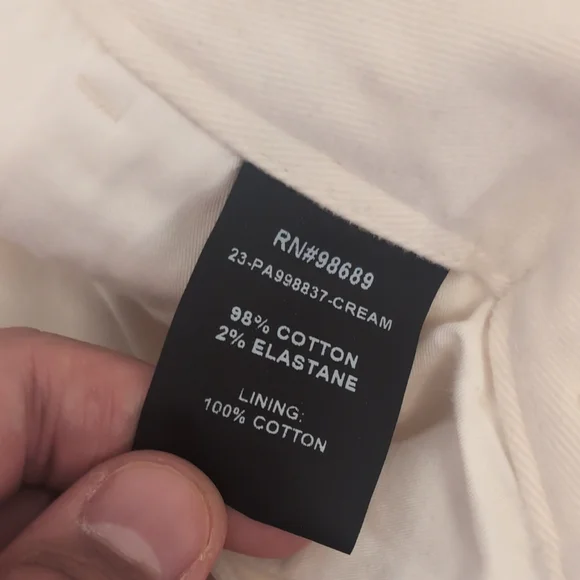 RN#98689
23-PA998837-CREAM
98% COTTON
2% ELASTANE
LINING:
100% COTTON